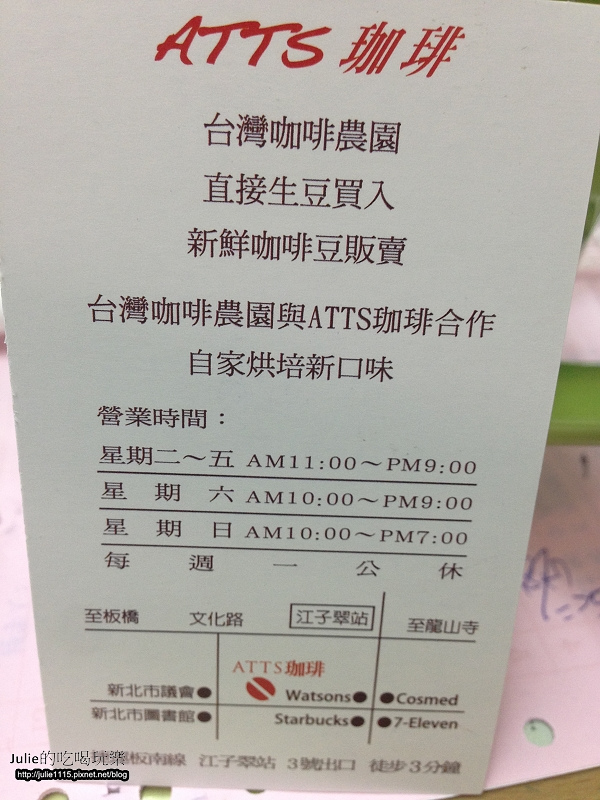 ATTS 珈琲
台灣咖啡農園
直接生豆買入
新鮮咖啡豆販賣
台灣咖啡農園與ATTS珈琲合作
自家烘培新口味
營業時間：
星期二～五 AM11:00～PM9:00
星期六 AM10:00～PM9:00
星期日 AM10:00～PM7:00
每週一公休
至板橋 文化路 江子翠站 至龍山寺
ATTS珈琲
新北市議會● Watsons● ●Cosmed
新北市圖書館● Starbucks● ●7-Eleven
板南線 江子翠站 3號出口 徒步3分鐘
Julie的吃喝玩樂
http://julie1115.pixnet.net/blog